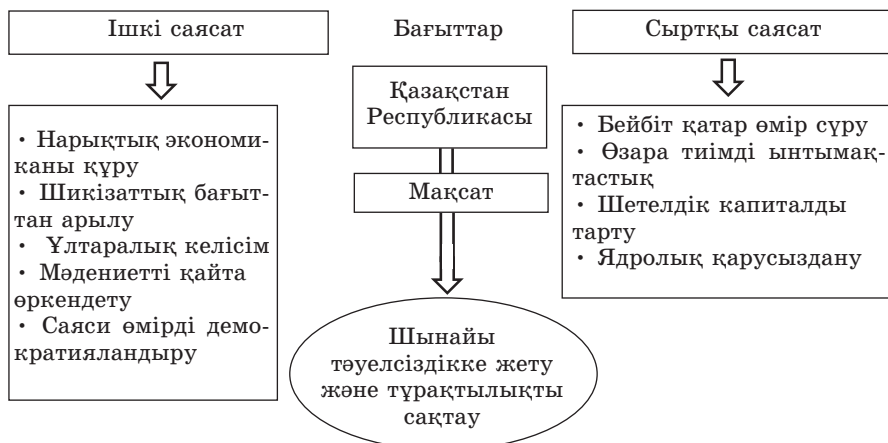 Ішкі саясат
Бағыттар
Сыртқы саясат
• Нарықтық экономи-
каны құру
• Шикізаттық бағыт-
тан арылу
• Ұлтаралық келісім
• Мәдениетті қайта
өркендету
• Саяси өмірді демо-
кратияландыру
Қазақстан
Республикасы
Мақсат
Шынайы
тәуелсіздікке жету
және тұрақтылықты
сақтау
• Бейбіт қатар өмір сүру
• Өзара тиімді ынтымақ-
тастық
• Шетелдік капиталды
тарту
• Ядролық қарусыздану